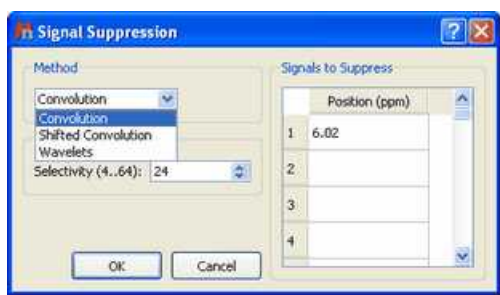 Signal Suppression
Method
Convolution
Convolution
Shifted Convolution
Wavelets
Selectivity (4..64): 24
OK
Cancel
Signals to Suppress
Position (ppm)
1 6.02
2
3
4